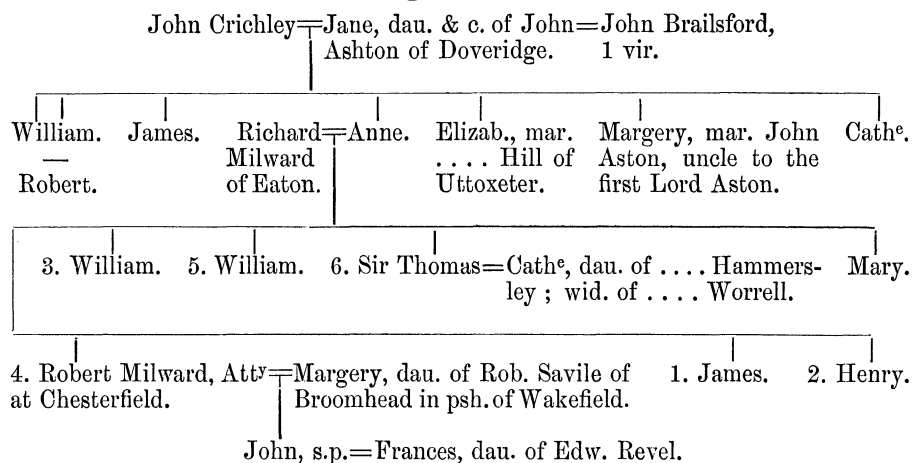 John Crichley=Jane, dau. & c. of John=John Brailsford,
Ashton of Doveridge. 1 vir.
William. James. Richard=Anne. Elizab., mar. Margery, mar. John Cathᵉ.
— Milward .... Hill of Aston, uncle to the
Robert. of Eaton. Uttoxeter. first Lord Aston.
3. William. 5. William. 6. Sir Thomas=Cathᵉ, dau. of .... Hammers- Mary.
ley ; wid. of .... Worrell.
4. Robert Milward, Attʸ=Margery, dau. of Rob. Savile of 1. James. 2. Henry.
at Chesterfield. Broomhead in psh. of Wakefield.
John, s.p.=Frances, dau. of Edw. Revel.